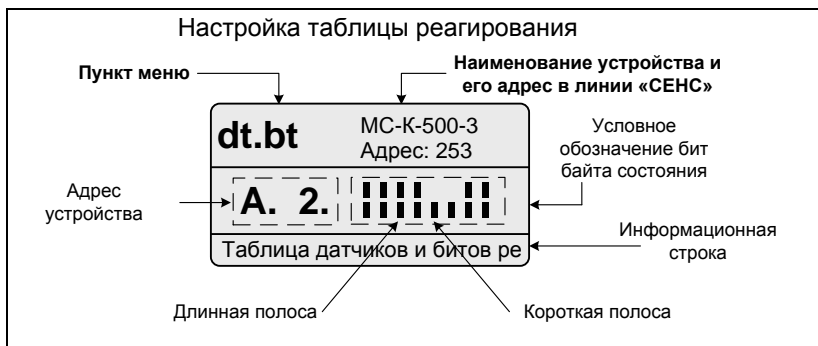 Настройка таблицы реагирования
Пункт меню
Наименование устройства и
его адрес в линии «СЕНС»
dt.bt
МС-К-500-3
Адрес: 253
Условное
обозначение бит
байта состояния
Адрес
устройства
А. 2.
Таблица датчиков и битов ре
Информационная
строка
Длинная полоса
Короткая полоса